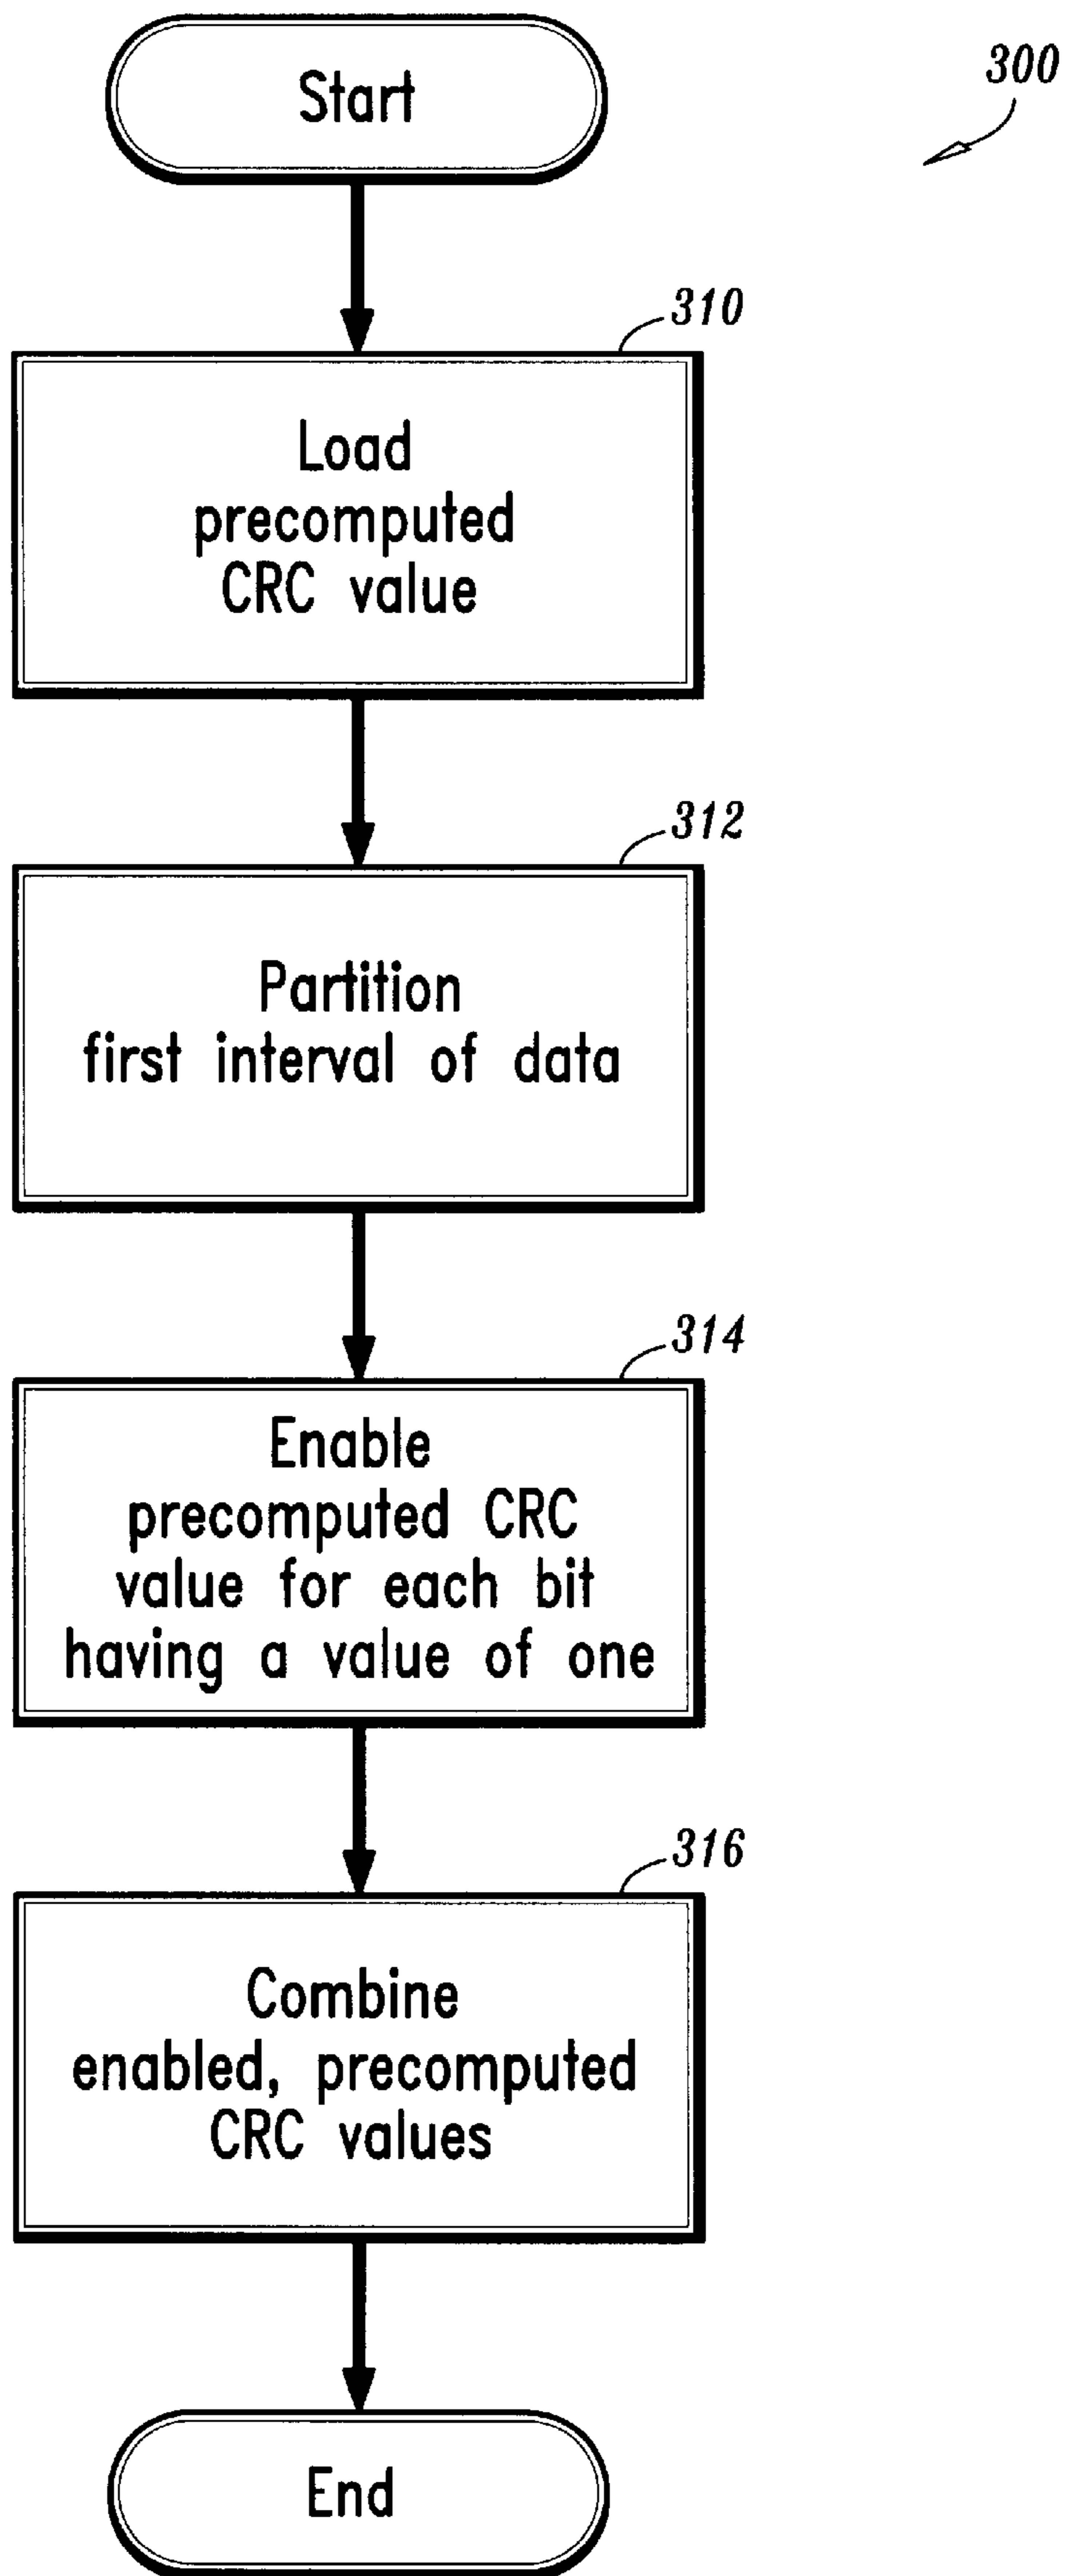 Start
300
310
Load
precomputed
CRC value
312
Partition
first interval of data
314
Enable
precomputed CRC
value for each bit
having a value of one
316
Combine
enabled, precomputed
CRC values
End